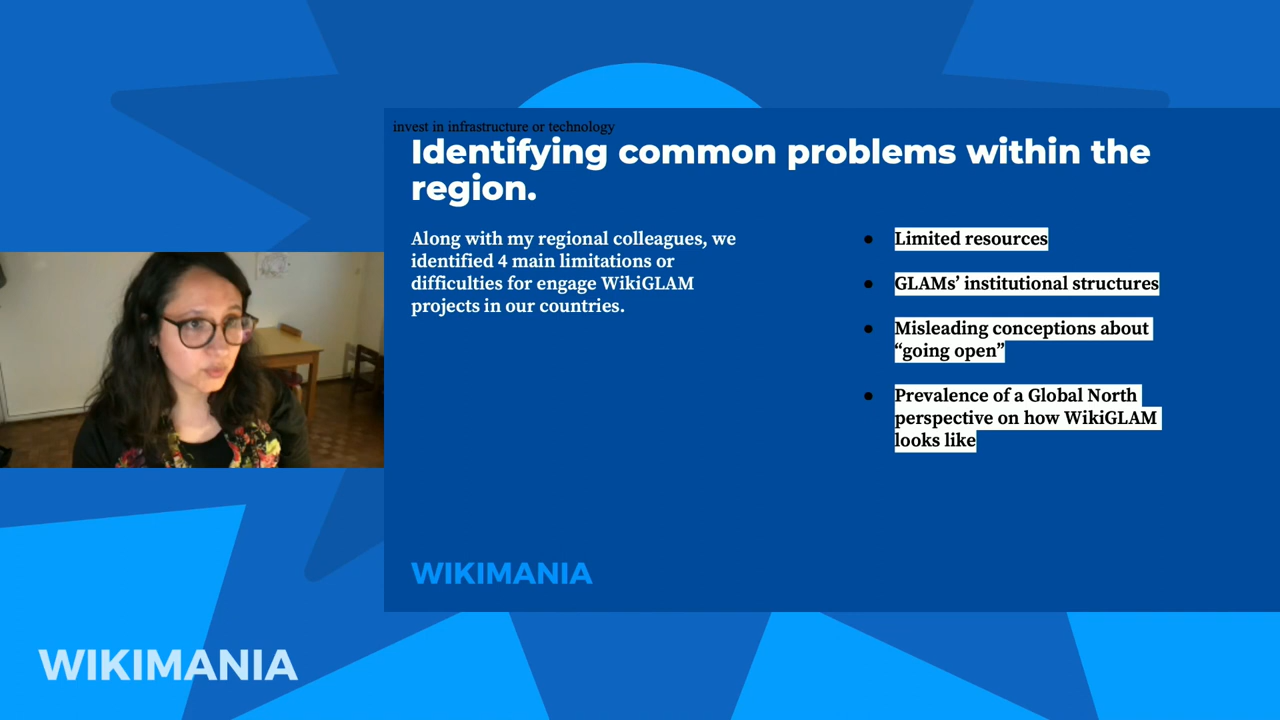 invest in infrastructure or technology
Identifying common problems within the
region.
Along with my regional colleagues, we
identified 4 main limitations or
difficulties for engage WikiGLAM
projects in our countries.
● Limited resources
● GLAMs’ institutional structures
● Misleading conceptions about
“going open”
● Prevalence of a Global North
perspective on how WikiGLAM
looks like
WIKIMANIA
WIKIMANIA